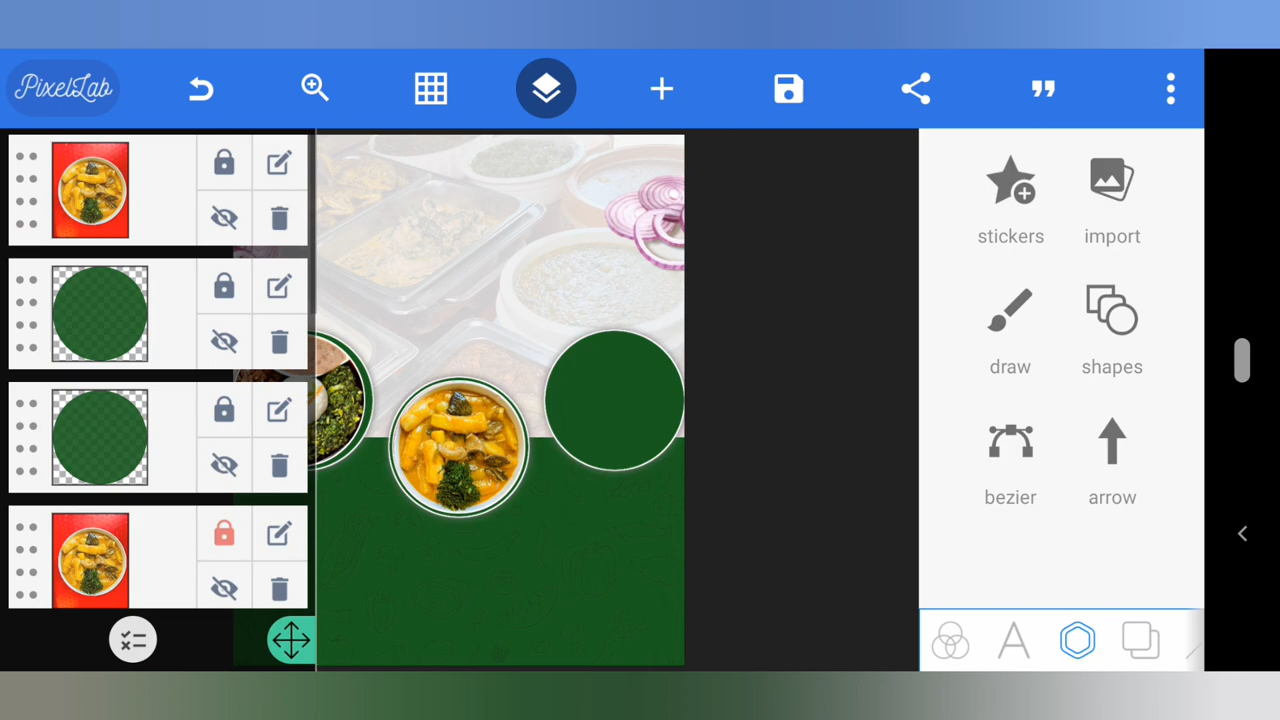 PixelLab
stickers
import
draw
shapes
bezier
arrow